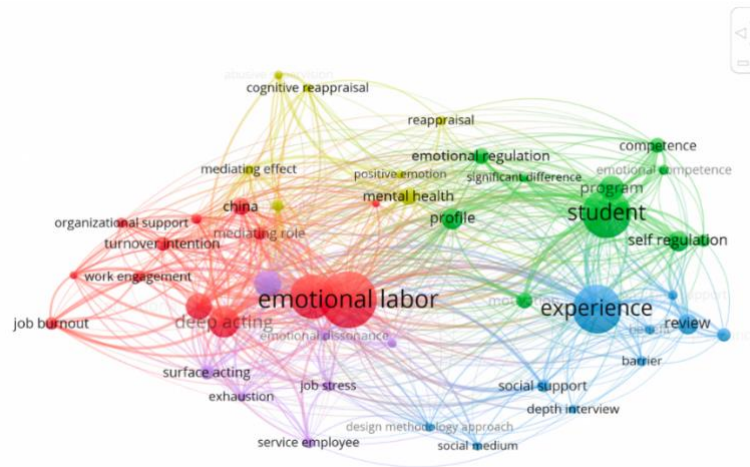 abusive supervision
cognitive reappraisal
reappraisal
competence
emotional regulation
mediating effect
positive emotion
significant difference
emotional competence
program
mental health
china
student
profile
organizational support
mediating role
turnover intention
self regulation
work engagement
emotional labor
motivation
experience
job burnout
deep acting
review
emotional dissonance
barrier
surface acting
job stress
social support
exhaustion
depth interview
design methodology approach
service employee
social medium